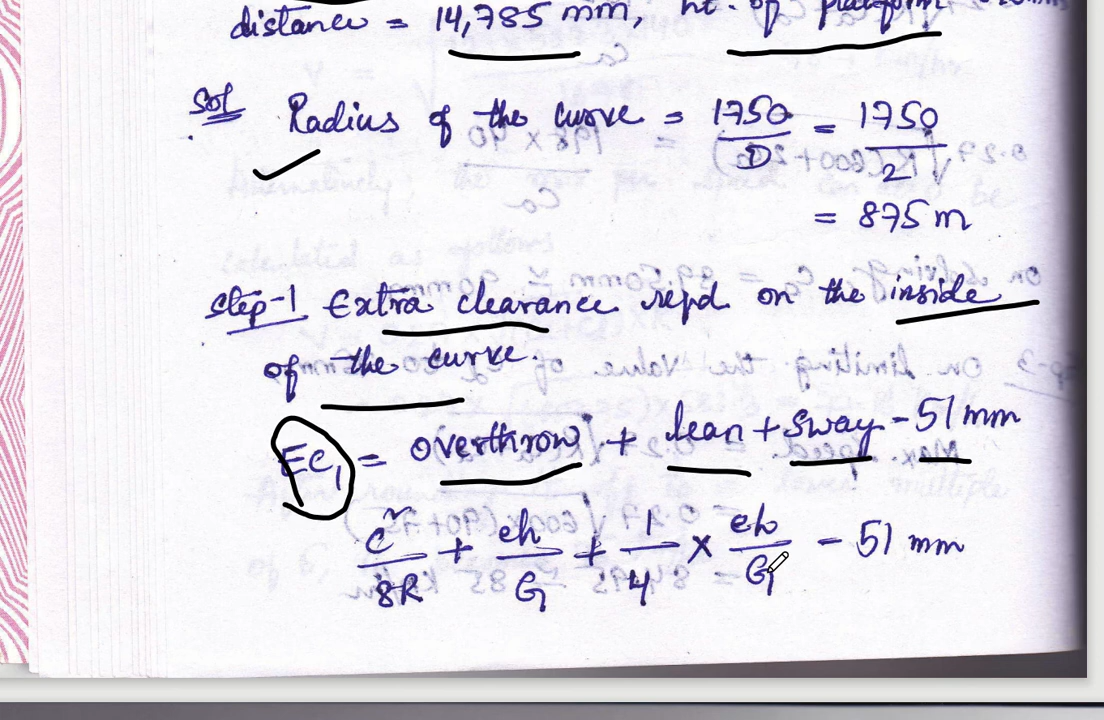 distance = 14,785 mm, ht. of platform
Sol Radius of the curve = 1750/D = 1750/2
= 875 m
Step-1 Extra clearance reqd on the inside
of the curve.
EC₁ = overthrow + lean + sway - 51 mm
C²/8R + eh/G + 1/4 × eh/G - 51 mm